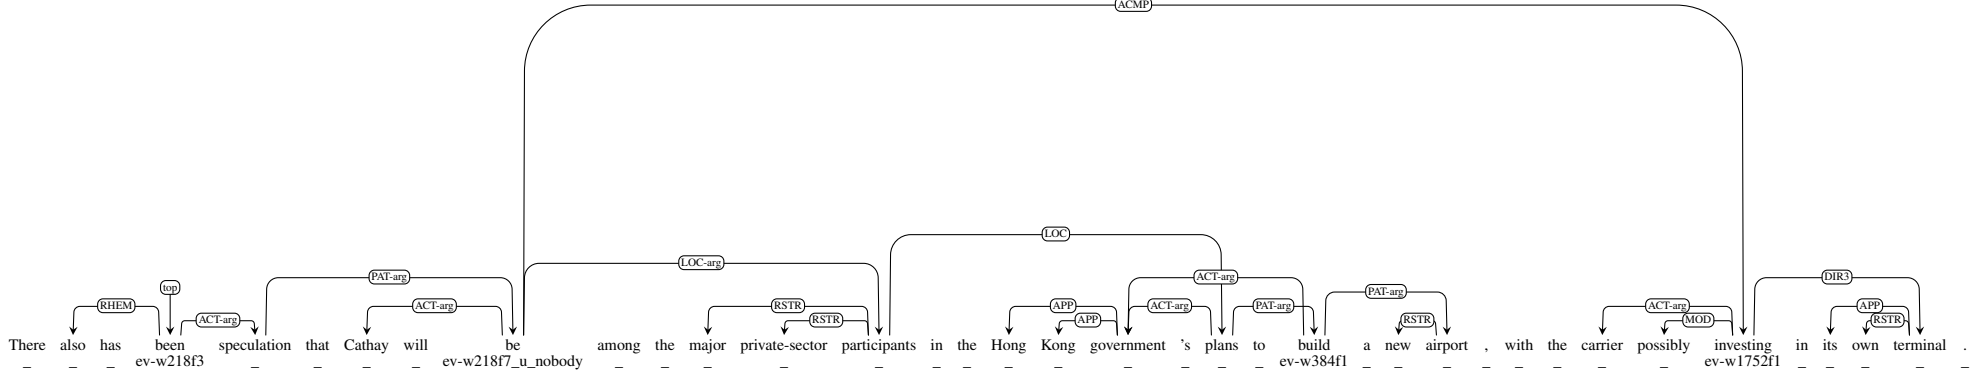 ACMP
LOC
LOC-arg
PAT-arg ACT-arg DIR3
top PAT-arg
RHEM ACT-arg RSTR APP ACT-arg PAT-arg ACT-arg APP
ACT-arg RSTR APP RSTR MOD RSTR
There also has been speculation that Cathay will be among the major private-sector participants in the Hong Kong government 's plans to build a new airport , with the carrier possibly investing in its own terminal .
_ _ _ ev-w218f3 _ _ _ _ ev-w218f7_u_nobody _ _ _ _ _ _ _ _ _ _ _ _ _ ev-w384f1 _ _ _ _ _ _ _ _ ev-w1752f1 _ _ _ _ _